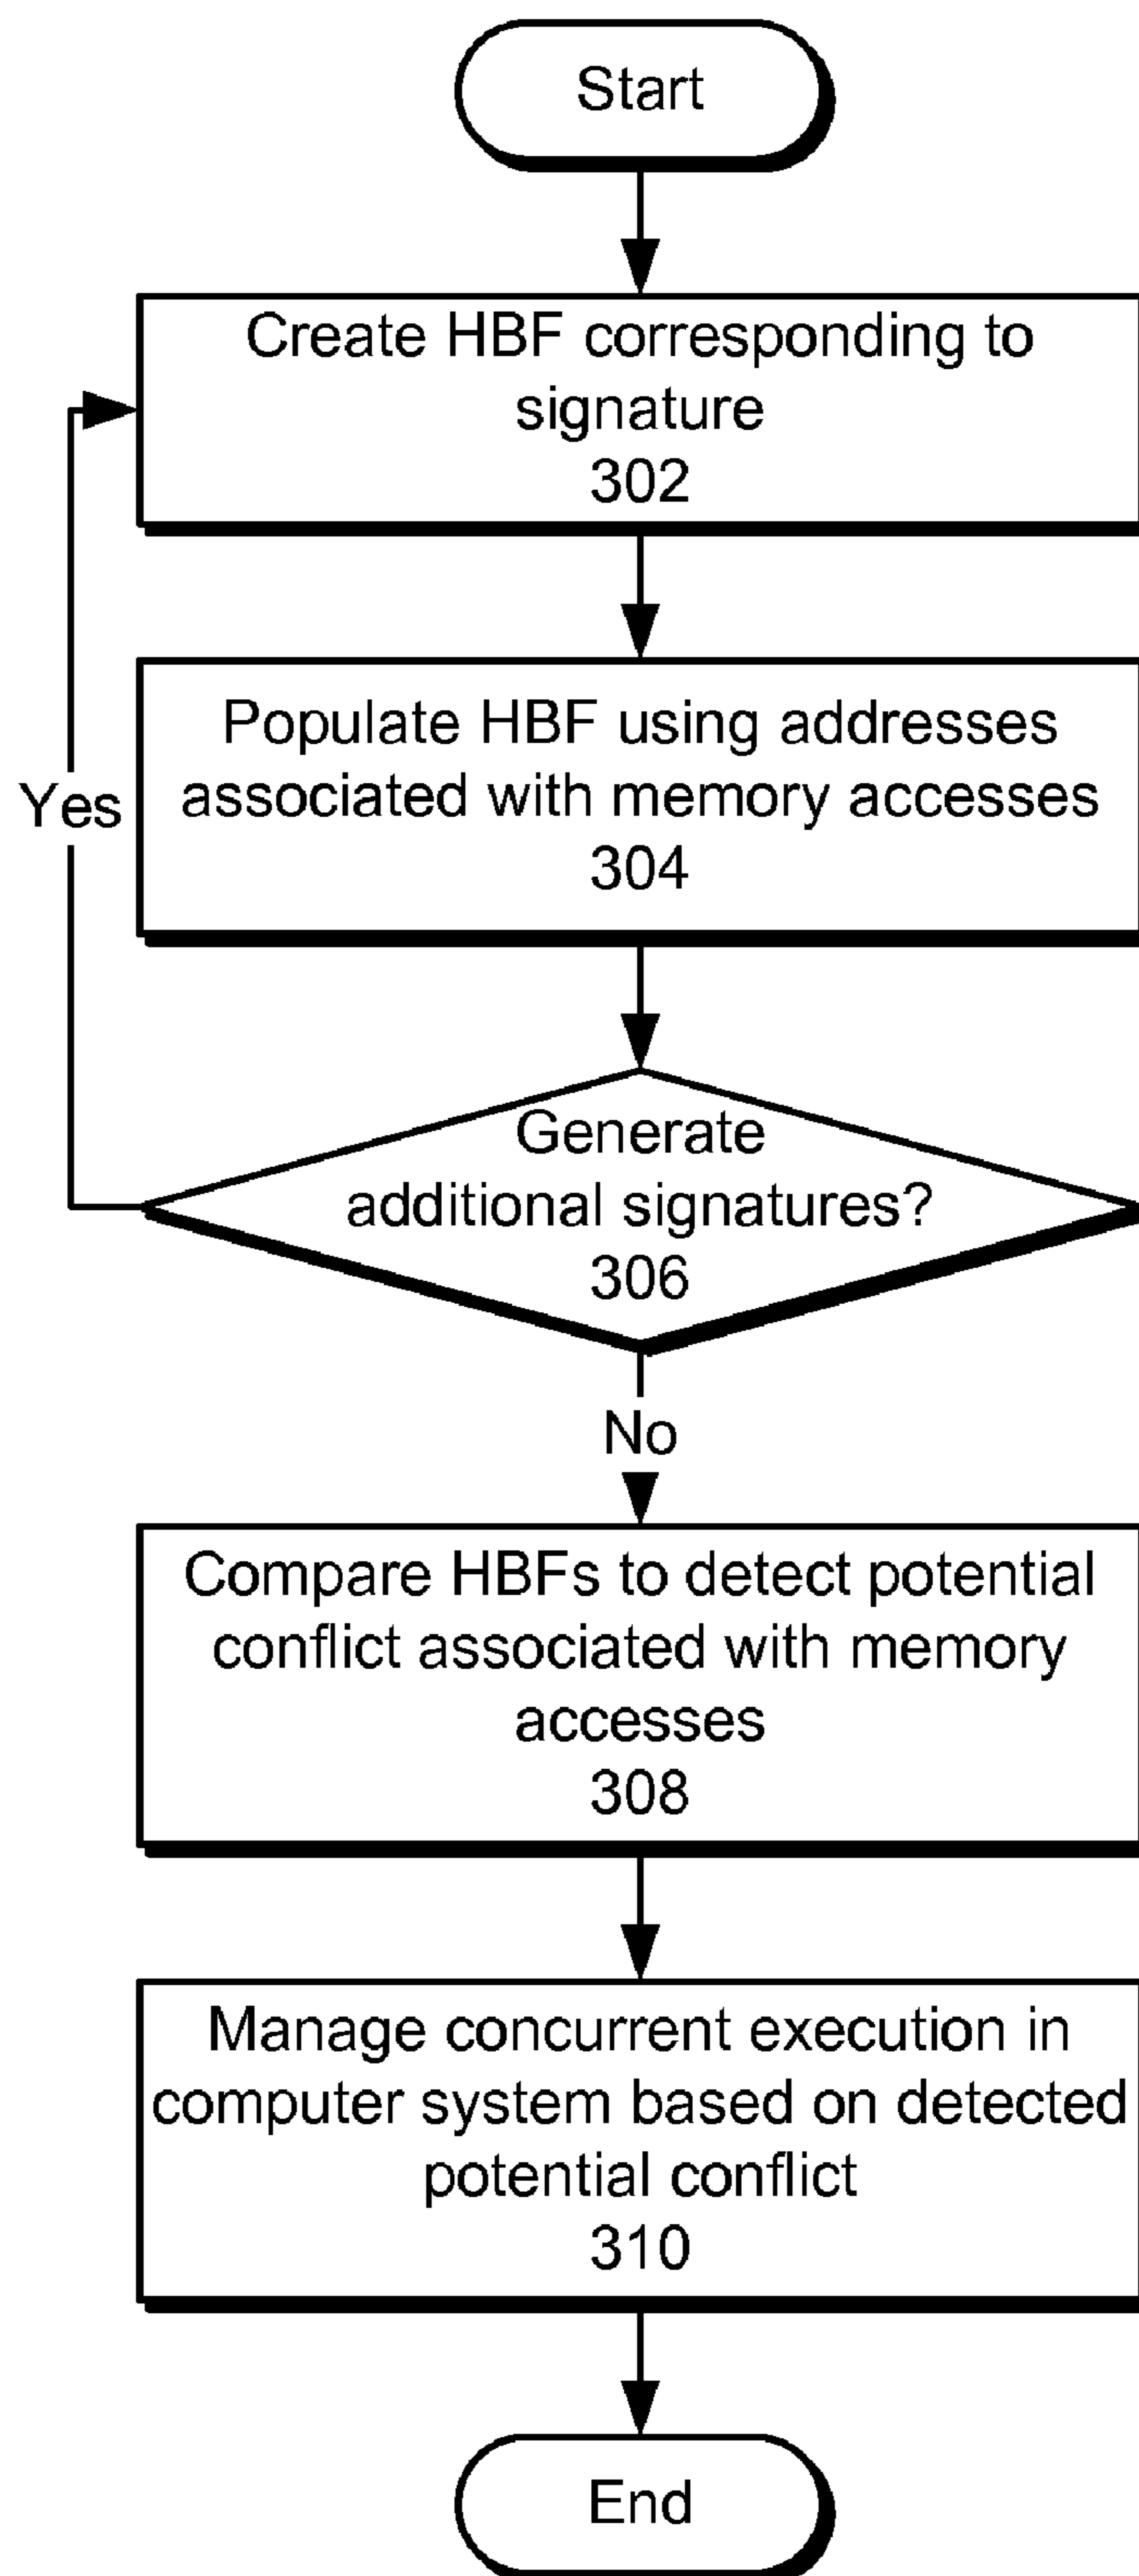 Start
Create HBF corresponding to
signature
302
Populate HBF using addresses
associated with memory accesses
304
Yes
Generate
additional signatures?
306
No
Compare HBFs to detect potential
conflict associated with memory
accesses
308
Manage concurrent execution in
computer system based on detected
potential conflict
310
End